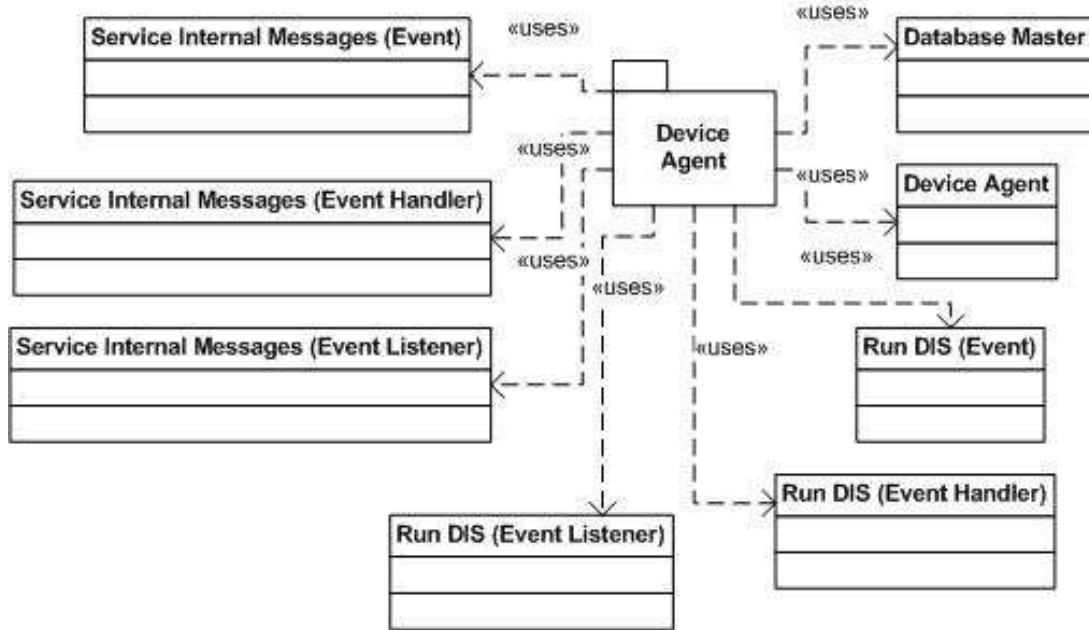 «uses»
Service Internal Messages (Event)
«uses»
Database Master
Device
Agent
«uses»
Service Internal Messages (Event Handler)
«uses»
Device Agent
«uses»
«uses»
«uses»
Service Internal Messages (Event Listener)
«uses»
Run DIS (Event)
Run DIS (Event Handler)
Run DIS (Event Listener)